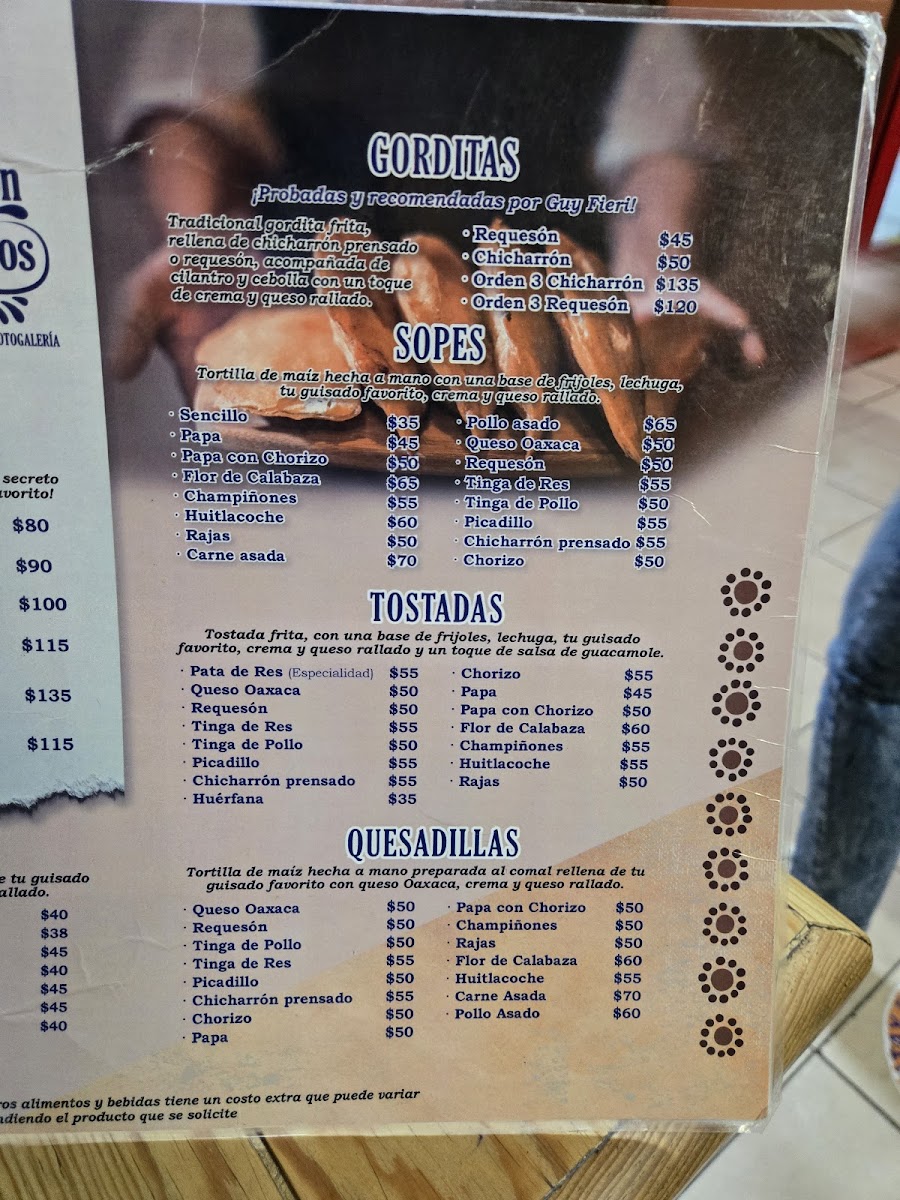 n
OS
OTOGALERÍA
secreto
avorito!
$80
$90
$100
$115
$135
$115
e tu guisado
allado.
$40
$38
$45
$40
$45
$45
$40
GORDITAS
¡Probadas y recomendadas por Guy Fieri!
Tradicional gordita frita,
rellena de chicharrón prensado
o requesón, acompañada de
cilantro y cebolla con un toque
de crema y queso rallado.
· Requesón $45
· Chicharrón $50
· Orden 3 Chicharrón $135
· Orden 3 Requesón $120
SOPES
Tortilla de maíz hecha a mano con una base de frijoles, lechuga,
tu guisado favorito, crema y queso rallado.
· Sencillo $35
· Papa $45
· Papa con Chorizo $50
· Flor de Calabaza $65
· Champiñones $55
· Huitlacoche $60
· Rajas $50
· Carne asada $70
· Pollo asado $65
· Queso Oaxaca $50
· Requesón $50
· Tinga de Res $55
· Tinga de Pollo $50
· Picadillo $55
· Chicharrón prensado $55
· Chorizo $50
TOSTADAS
Tostada frita, con una base de frijoles, lechuga, tu guisado
favorito, crema y queso rallado y un toque de salsa de guacamole.
· Pata de Res (Especialidad) $55
· Queso Oaxaca $50
· Requesón $50
· Tinga de Res $55
· Tinga de Pollo $50
· Picadillo $55
· Chicharrón prensado $55
· Huérfana $35
· Chorizo $55
· Papa $45
· Papa con Chorizo $50
· Flor de Calabaza $60
· Champiñones $55
· Huitlacoche $55
· Rajas $50
QUESADILLAS
Tortilla de maíz hecha a mano preparada al comal rellena de tu
guisado favorito con queso Oaxaca, crema y queso rallado.
· Queso Oaxaca $50
· Requesón $50
· Tinga de Pollo $50
· Tinga de Res $55
· Picadillo $50
· Chicharrón prensado $55
· Chorizo $50
· Papa $50
· Papa con Chorizo $50
· Champiñones $50
· Rajas $50
· Flor de Calabaza $60
· Huitlacoche $55
· Carne Asada $70
· Pollo Asado $60
ros alimentos y bebidas tiene un costo extra que puede variar
ndiendo el producto que se solicite